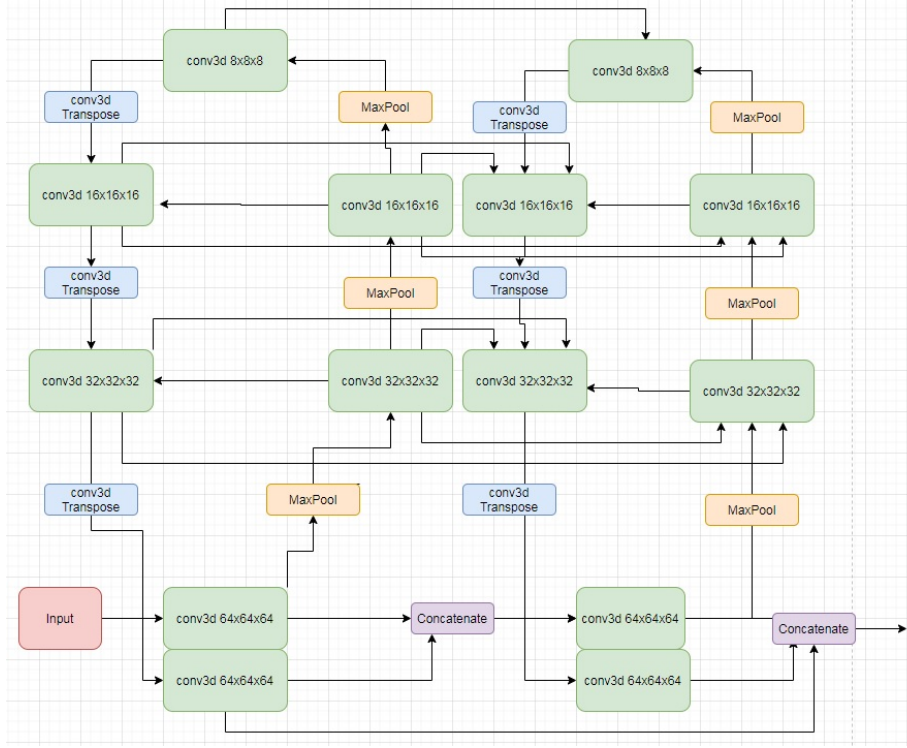 conv3d 8x8x8
conv3d 8x8x8
conv3d
Transpose
MaxPool
conv3d
Transpose
MaxPool
conv3d 16x16x16
conv3d 16x16x16
conv3d 16x16x16
conv3d 16x16x16
conv3d
Transpose
MaxPool
conv3d
Transpose
MaxPool
conv3d 32x32x32
conv3d 32x32x32
conv3d 32x32x32
conv3d 32x32x32
conv3d
Transpose
MaxPool
conv3d
Transpose
MaxPool
Input
conv3d 64x64x64
Concatenate
conv3d 64x64x64
Concatenate
conv3d 64x64x64
conv3d 64x64x64